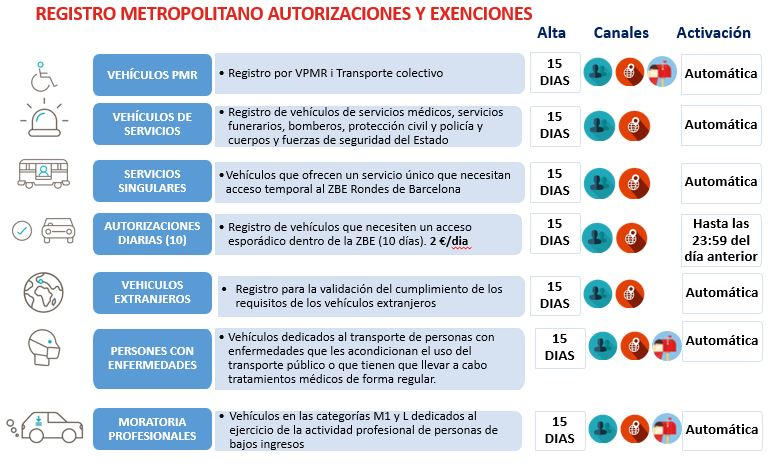 REGISTRO METROPOLITANO AUTORIZACIONES Y EXENCIONES
Alta Canales Activación
VEHÍCULOS PMR
• Registro por VPMR i Transporte colectivo
15
DIAS
Automática
VEHÍCULOS DE
SERVICIOS
• Registro de vehículos de servicios médicos, servicios
funerarios, bomberos, protección civil y policía y
cuerpos y fuerzas de seguridad del Estado
15
DIAS
Automática
SERVICIOS
SINGULARES
•Vehículos que ofrecen un servicio único que necesitan
acceso temporal al ZBE Rondes de Barcelona
15
DIAS
Automática
AUTORIZACIONES
DIARIAS (10)
• Registro de vehículos que necesiten un acceso
esporádico dentro de la ZBE (10 días). 2 €/dia
15
DIAS
Hasta las
23:59 del
día anterior
VEHICULOS
EXTRANJEROS
• Registro para la validación del cumplimiento de los
requisitos de los vehículos extranjeros
15
DIAS
Automática
PERSONES CON
ENFERMEDADES
• Vehículos dedicados al transporte de personas con
enfermedades que les acondicionan el uso del
transporte público o que tienen que llevar a cabo
tratamientos médicos de forma regular.
15
DIAS
Automática
MORATORIA
PROFESIONALES
• Vehículos en las categorías M1 y L dedicados al
ejercicio de la actividad profesional de personas de
bajos ingresos
15
DIAS
Automática